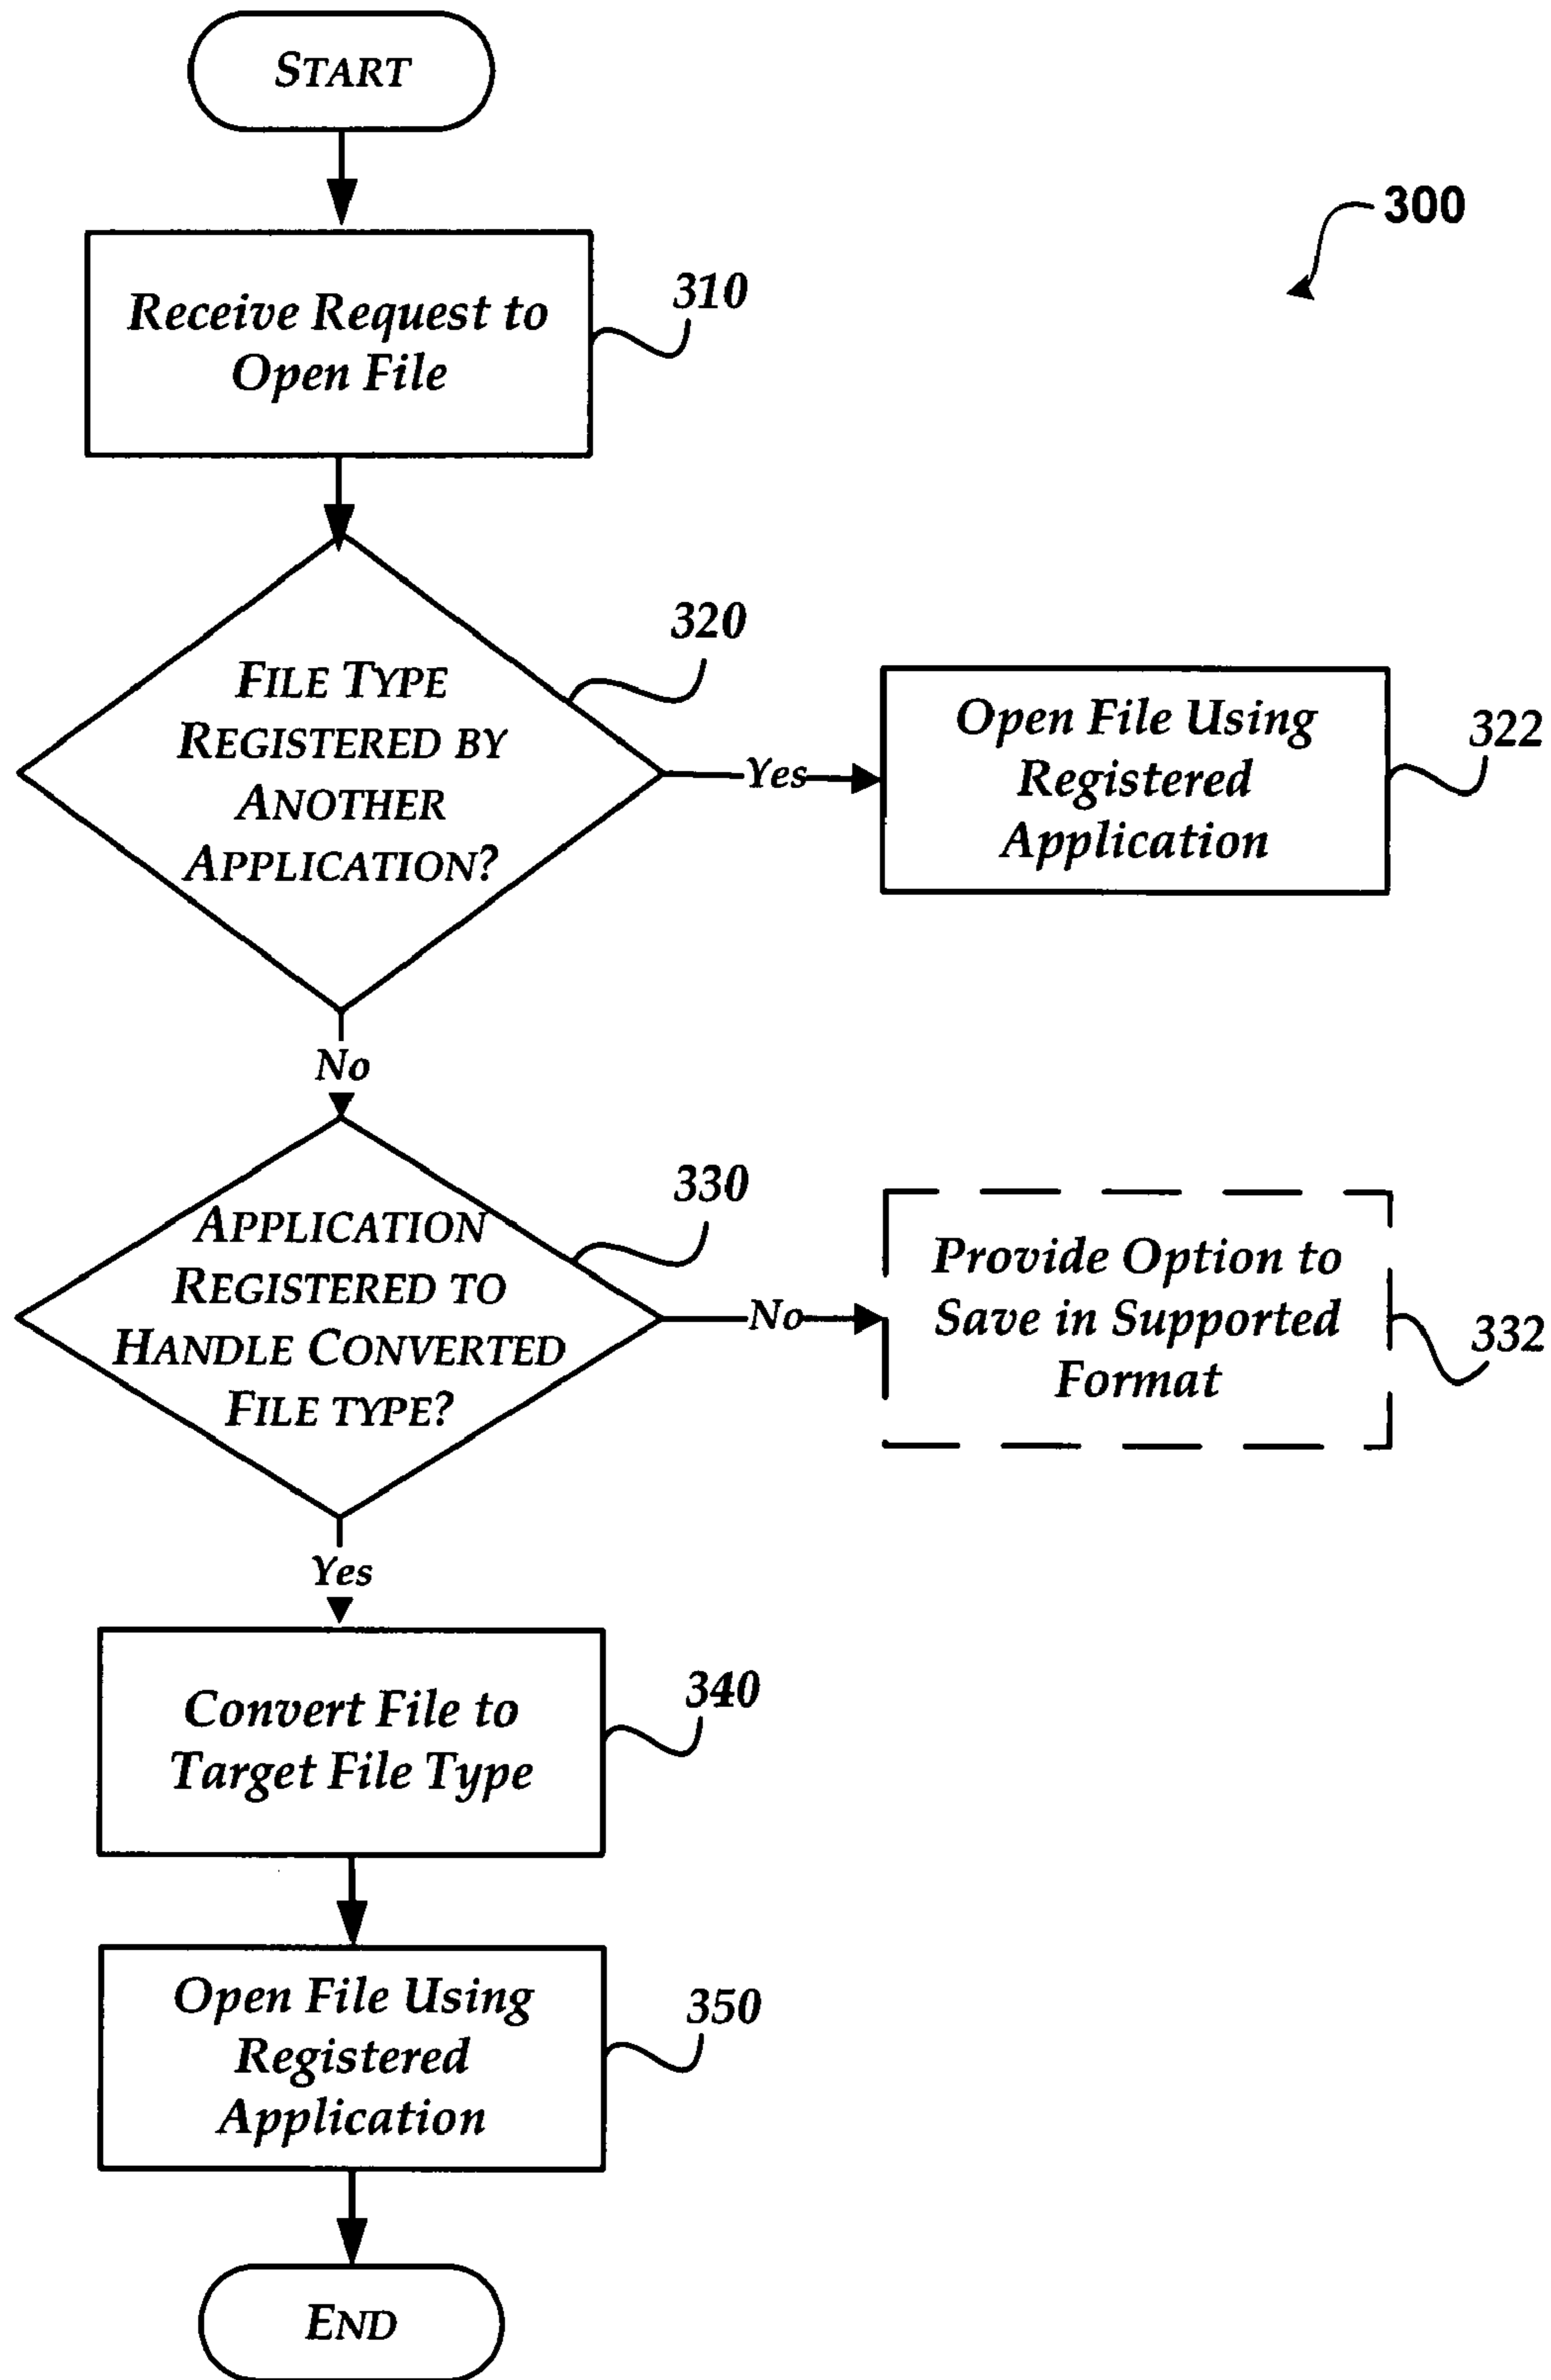 START
300
Receive Request to
Open File
310
FILE TYPE
REGISTERED BY
ANOTHER
APPLICATION?
320
Yes
Open File Using
Registered
Application
322
No
APPLICATION
REGISTERED TO
HANDLE CONVERTED
FILE TYPE?
330
No
Provide Option to
Save in Supported
Format
332
Yes
Convert File to
Target File Type
340
Open File Using
Registered
Application
350
END